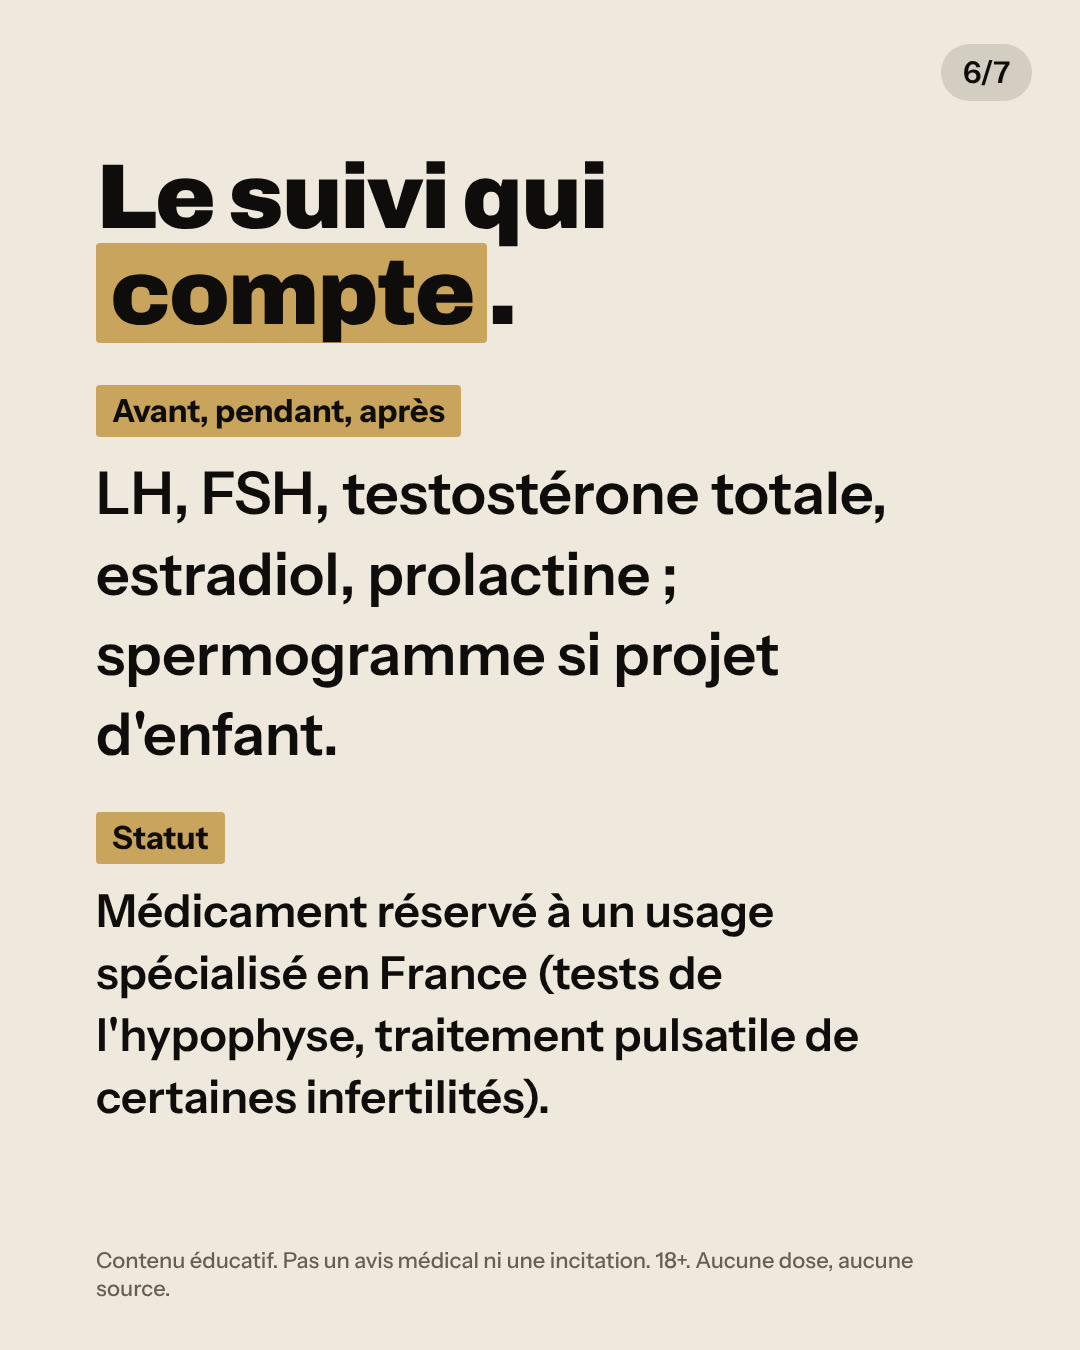 6/7
Le suivi qui
compte.
Avant, pendant, après
LH, FSH, testostérone totale,
estradiol, prolactine ;
spermogramme si projet
d'enfant.
Statut
Médicament réservé à un usage
spécialisé en France (tests de
l'hypophyse, traitement pulsatile de
certaines infertilités).
Contenu éducatif. Pas un avis médical ni une incitation. 18+. Aucune dose, aucune
source.